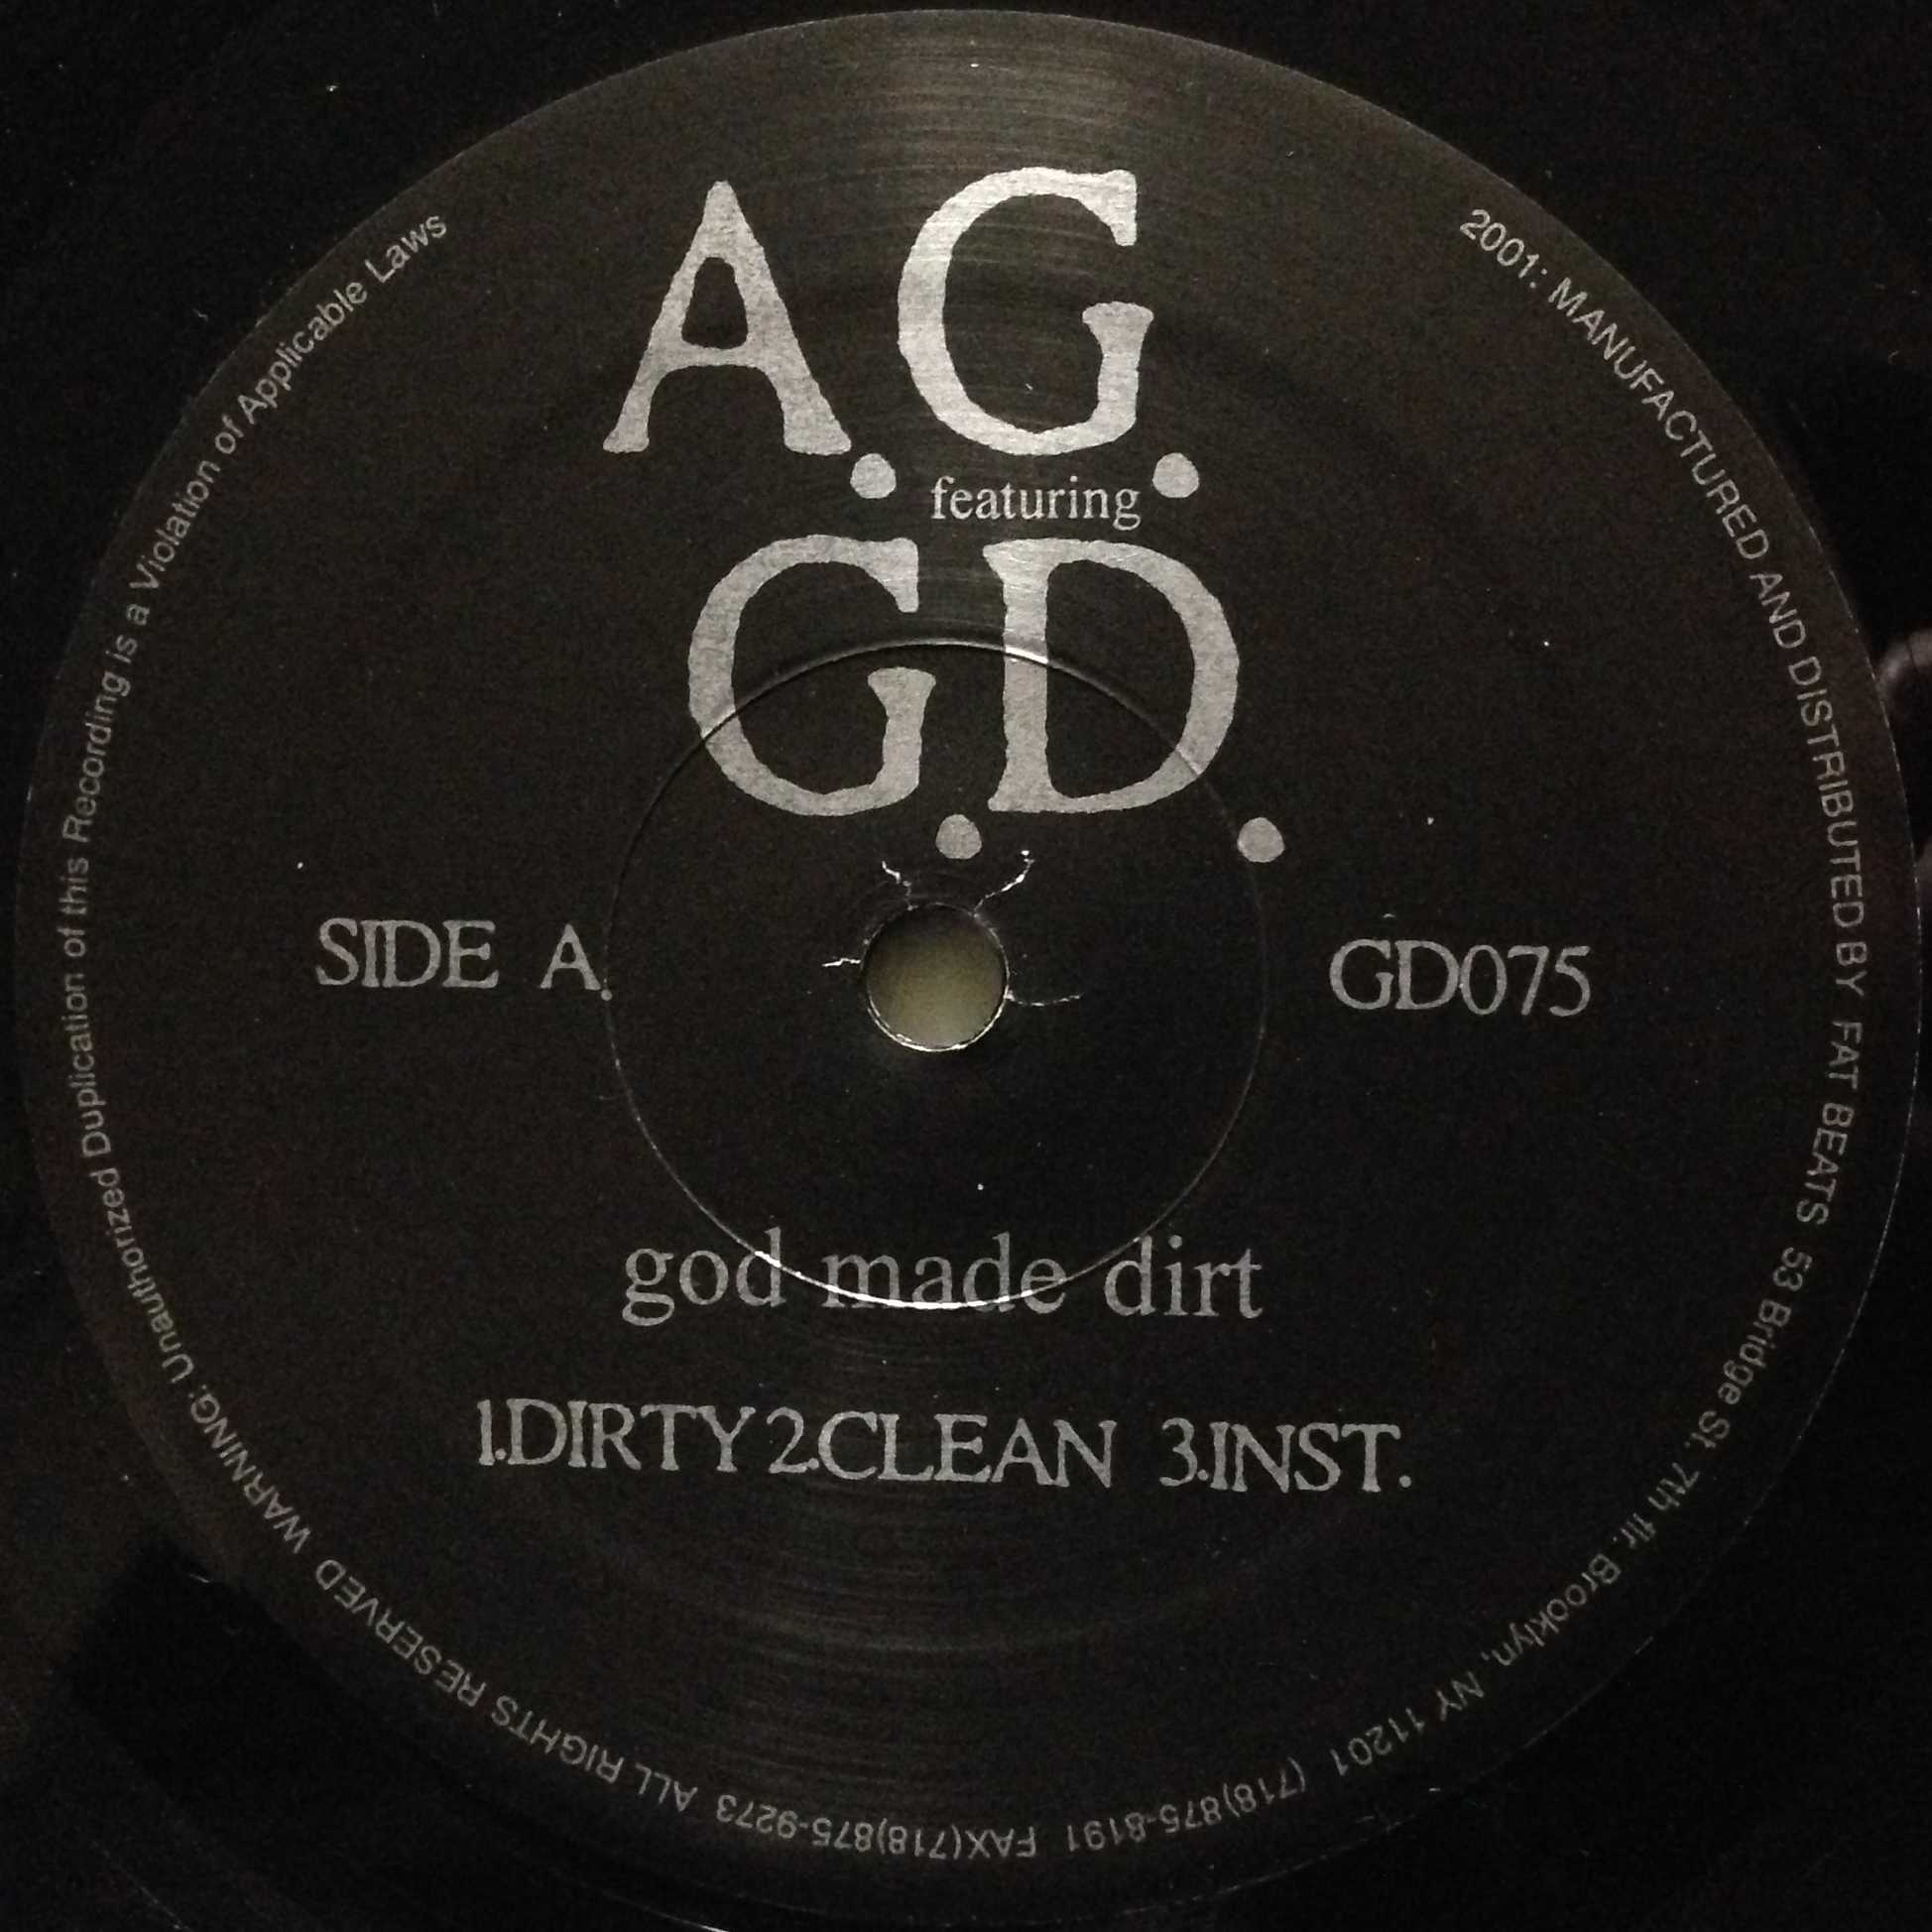 A.G.
featuring
G.D.
SIDE A.
GD075
god made dirt
1.DIRTY 2.CLEAN 3.INST.
2001: MANUFACTURED AND DISTRIBUTED BY FAT BEATS 53 Bridge St. 7th flr. Brooklyn, NY 11201 (718)875-8191 FAX(718)875-9273 ALL RIGHTS RESERVED WARNING: Unauthorized Duplication of this Recording is a Violation of Applicable Laws